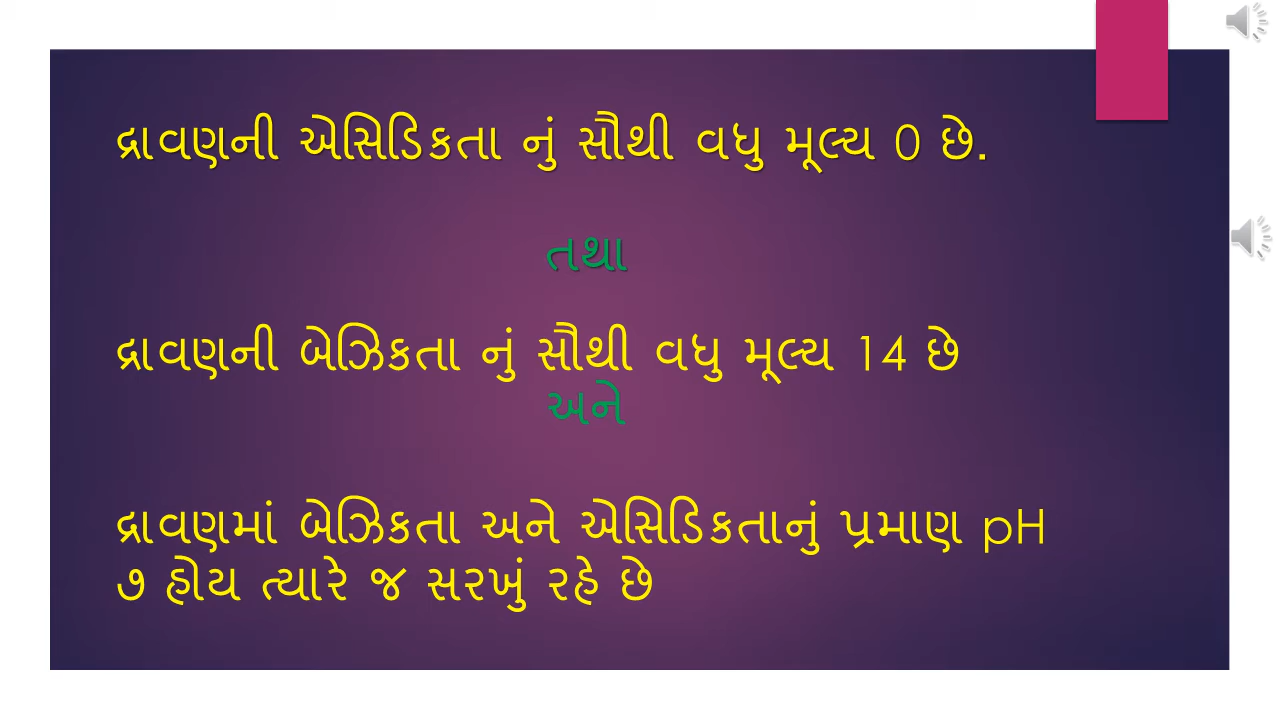 દ્રાવણની એસિડિકતા નું સૌથી વધુ મૂલ્ય 0 છે.
તથા
દ્રાવણની બેઝિકતા નું સૌથી વધુ મૂલ્ય 14 છે
અને
દ્રાવણમાં બેઝિકતા અને એસિડિકતાનું પ્રમાણ pH
૭ હોય ત્યારે જ સરખું રહે છે